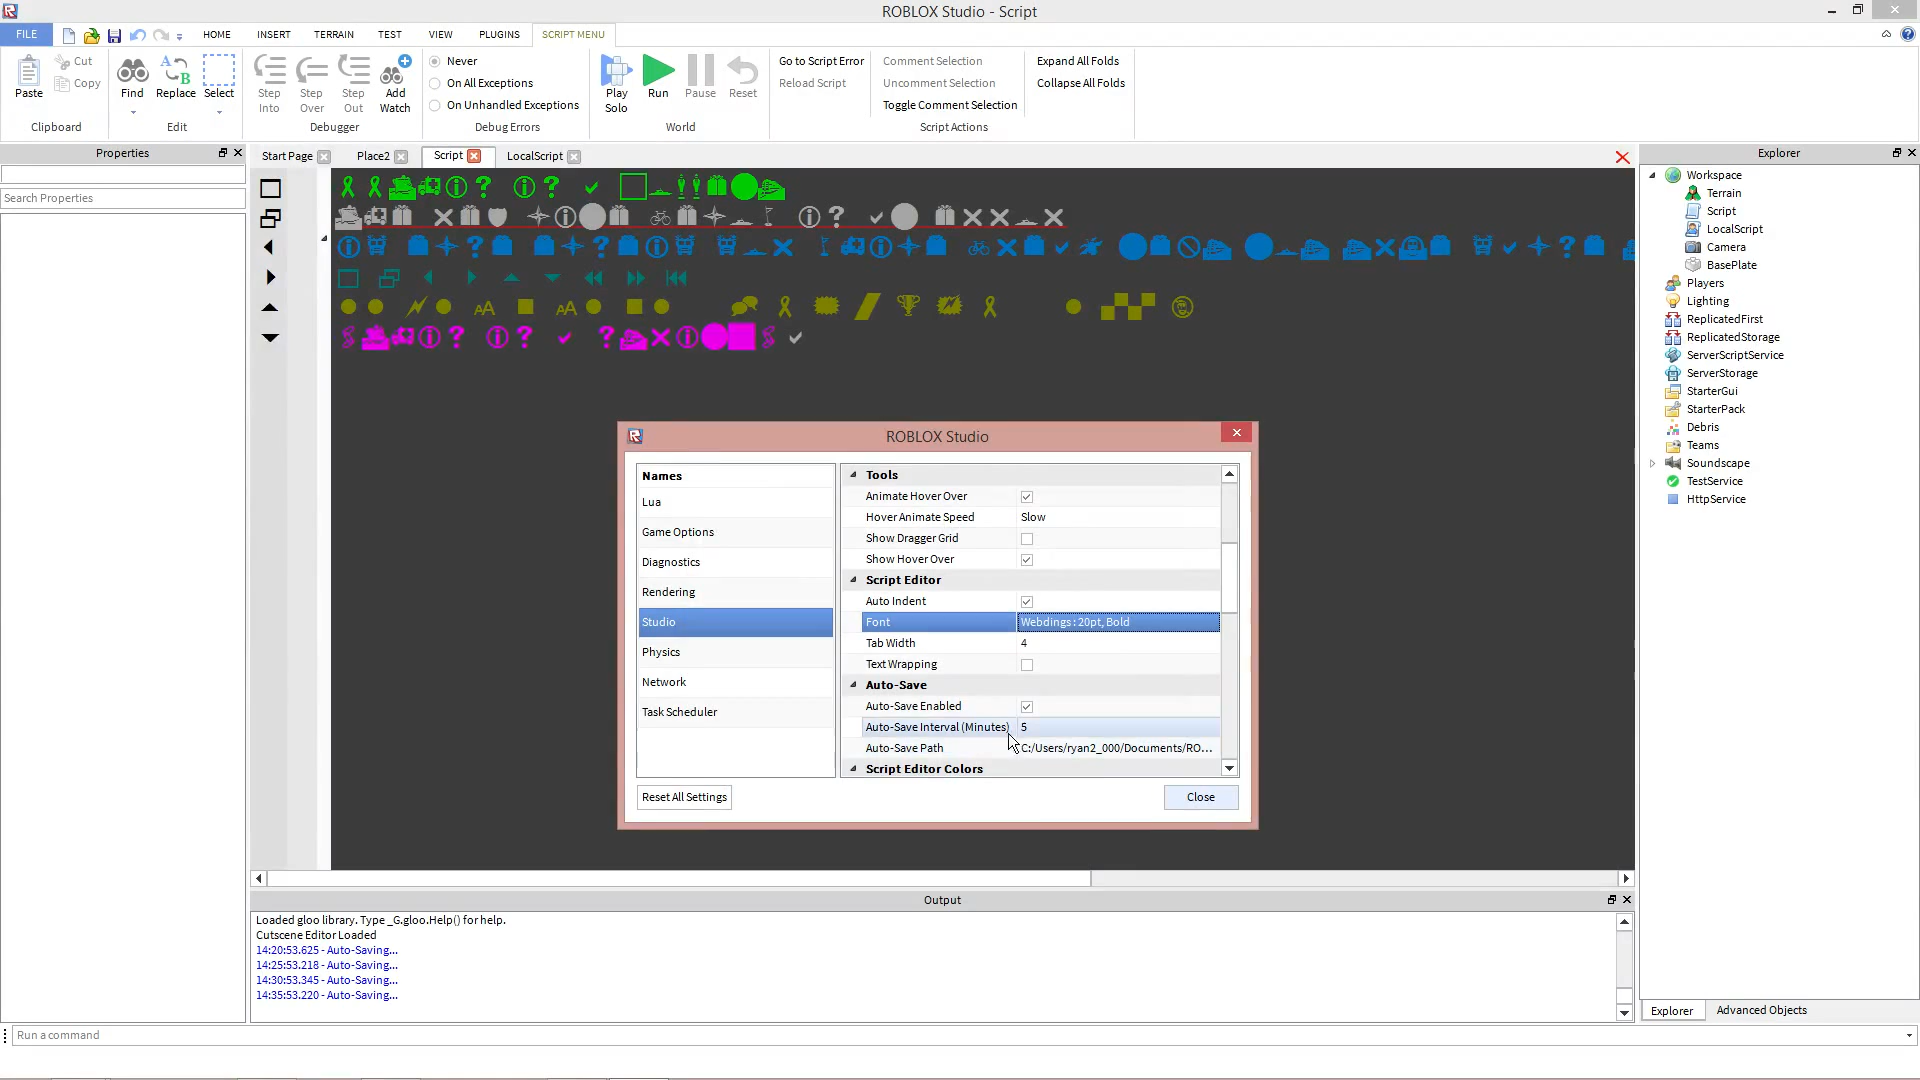 ROBLOX Studio - Script
FILE
HOME
INSERT
TERRAIN
TEST
VIEW
PLUGINS
SCRIPT MENU
Paste
Cut
Copy
Clipboard
Find
Replace
Select
Edit
Step Into
Step Over
Step Out
Add Watch
Debugger
Never
On All Exceptions
On Unhandled Exceptions
Debug Errors
Play Solo
Run
Pause
Reset
World
Go to Script Error
Reload Script
Comment Selection
Uncomment Selection
Toggle Comment Selection
Script Actions
Expand All Folds
Collapse All Folds
Properties
Search Properties
Start Page
Place2
Script
LocalScript
ROBLOX Studio
Names
Lua
Game Options
Diagnostics
Rendering
Studio
Physics
Network
Task Scheduler
Tools
Animate Hover Over
Hover Animate Speed Slow
Show Dragger Grid
Show Hover Over
Script Editor
Auto Indent
Font Webdings : 20pt, Bold
Tab Width 4
Text Wrapping
Auto-Save
Auto-Save Enabled
Auto-Save Interval (Minutes) 5
Auto-Save Path C:/Users/ryan2_000/Documents/RO...
Script Editor Colors
Reset All Settings
Close
Output
Loaded gloo library. Type _G.gloo.Help() for help.
Cutscene Editor Loaded
14:20:53.625 - Auto-Saving...
14:25:53.218 - Auto-Saving...
14:30:53.345 - Auto-Saving...
14:35:53.220 - Auto-Saving...
Explorer
Workspace
Terrain
Script
LocalScript
Camera
BasePlate
Players
Lighting
ReplicatedFirst
ReplicatedStorage
ServerScriptService
ServerStorage
StarterGui
StarterPack
Debris
Teams
Soundscape
TestService
HttpService
Explorer
Advanced Objects
Run a command